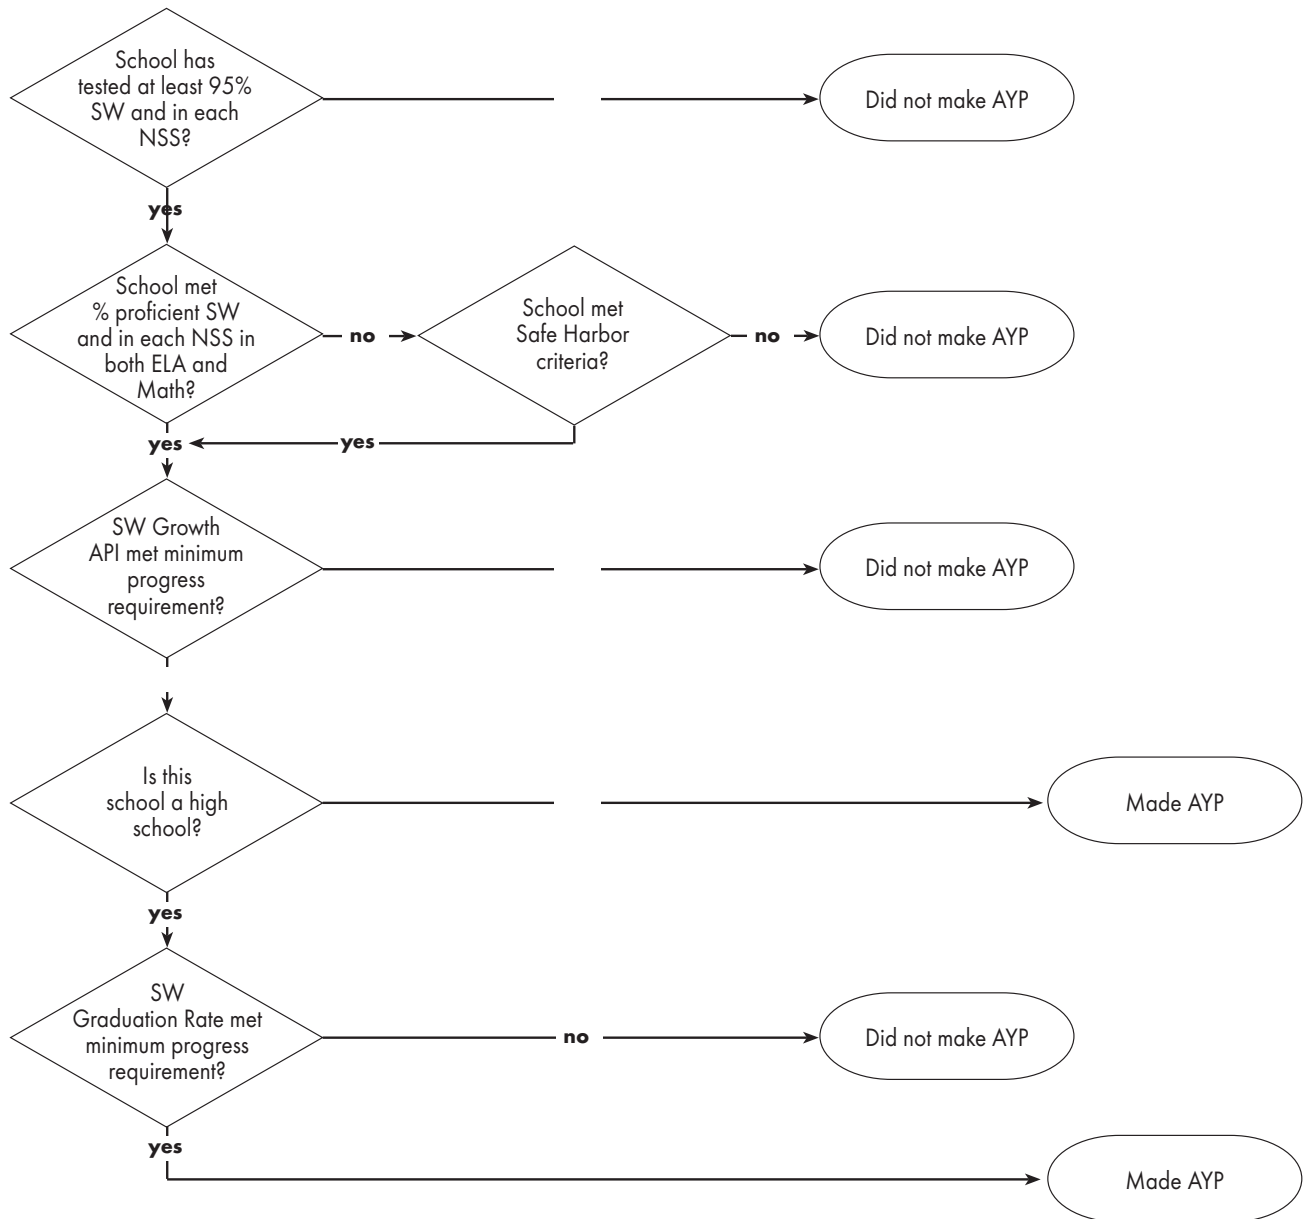 School has
tested at least 95%
SW and in each
NSS?
Did not make AYP
yes
School met
% proficient SW
and in each NSS in
both ELA and
Math?
no
School met
Safe Harbor
criteria?
no
Did not make AYP
yes
yes
SW Growth
API met minimum
progress
requirement?
Did not make AYP
Is this
school a high
school?
Made AYP
yes
SW
Graduation Rate met
minimum progress
requirement?
no
Did not make AYP
yes
Made AYP